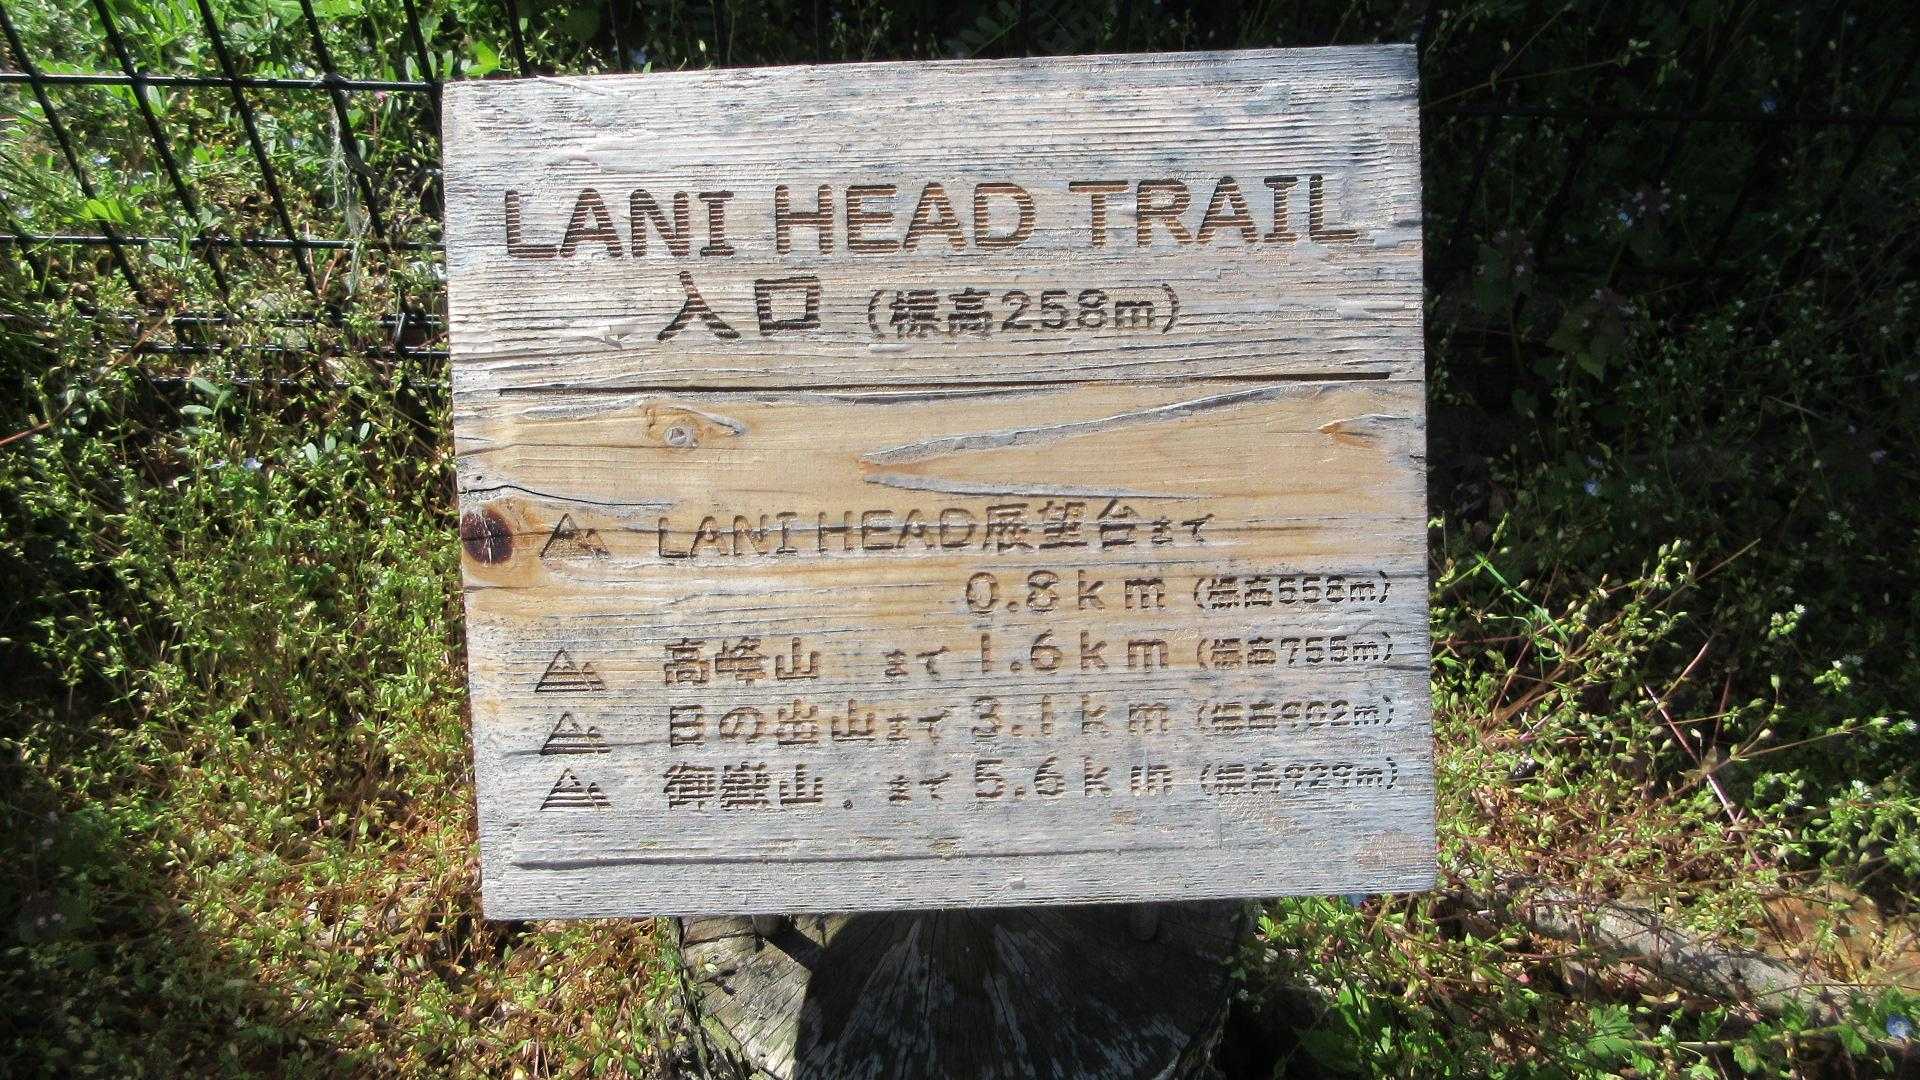 LANI HEAD TRAIL
入口 (標高258m)
LANI HEAD展望台まで
0.8km (標高558m)
高峰山 まで 1.6km (標高755m)
日の出山まで 3.1km (標高902m)
御嶽山 まで 5.6km (標高929m)